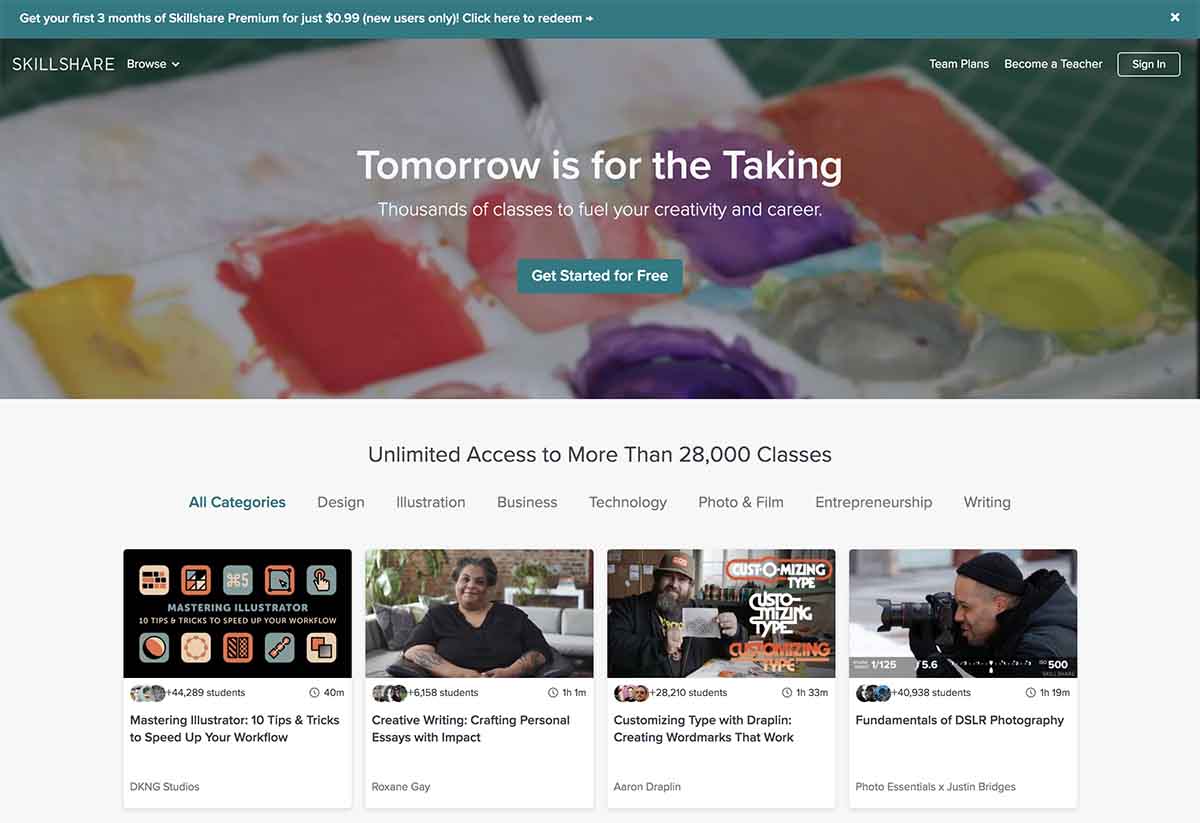 Get your first 3 months of Skillshare Premium for just $0.99 (new users only)! Click here to redeem →
×
SKILLSHARE Browse
Team Plans Become a Teacher Sign In
Tomorrow is for the Taking
Thousands of classes to fuel your creativity and career.
Get Started for Free
Unlimited Access to More Than 28,000 Classes
All Categories Design Illustration Business Technology Photo & Film Entrepreneurship Writing
⌘5
MASTERING ILLUSTRATOR
10 TIPS & TRICKS TO SPEED UP YOUR WORKFLOW
+44,289 students 40m
Mastering Illustrator: 10 Tips & Tricks
to Speed Up Your Workflow
DKNG Studios
+6,158 students 1h 1m
Creative Writing: Crafting Personal
Essays with Impact
Roxane Gay
CUST-O-MIZING
TYPE
CUSTO-
MIZING
TYPE
CUSTOMIZING
TYPE
+28,210 students 1h 33m
Customizing Type with Draplin:
Creating Wordmarks That Work
Aaron Draplin
1/125 f5.6 ISO 500
SKILLSHARE
+40,938 students 1h 19m
Fundamentals of DSLR Photography
Photo Essentials x Justin Bridges